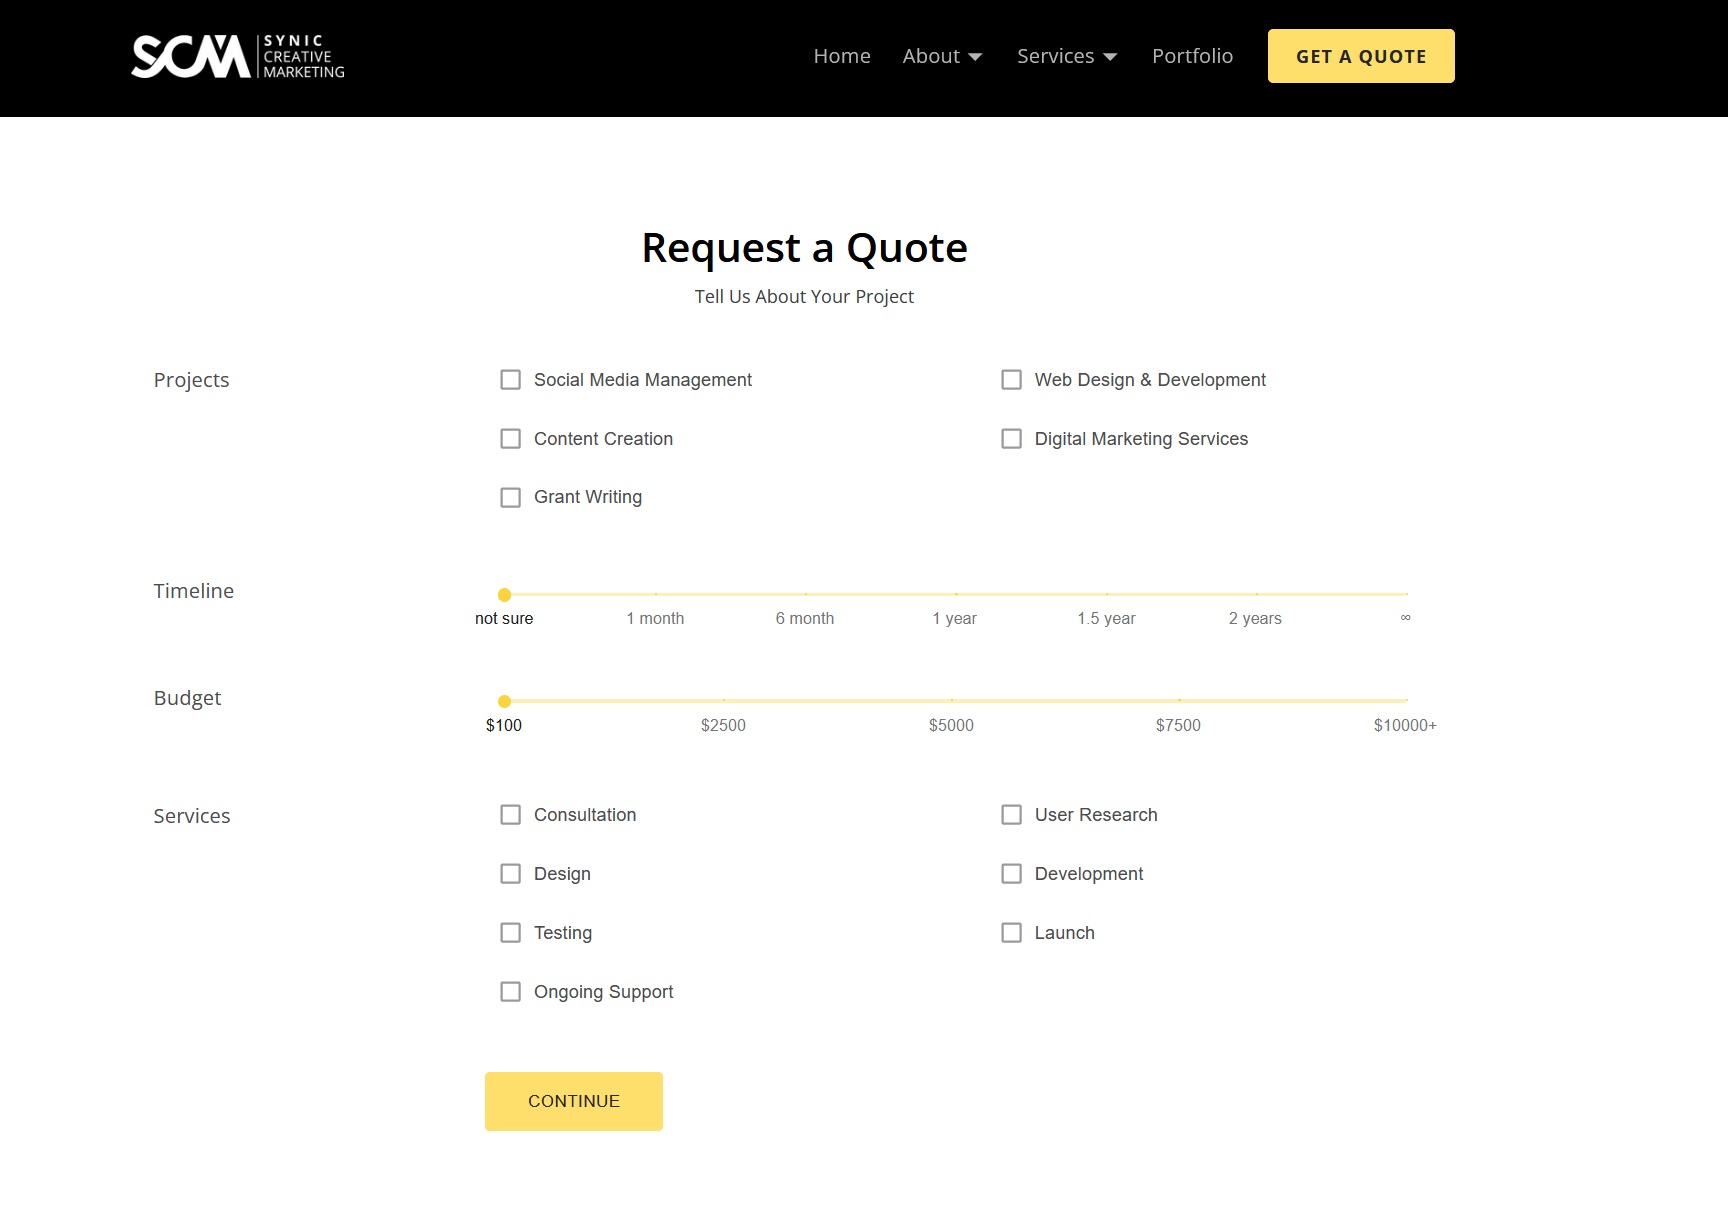 SCM SYNIC
CREATIVE
MARKETING
Home About Services Portfolio GET A QUOTE
Request a Quote
Tell Us About Your Project
Projects
Social Media Management Web Design & Development
Content Creation Digital Marketing Services
Grant Writing
Timeline
not sure 1 month 6 month 1 year 1.5 year 2 years ∞
Budget
$100 $2500 $5000 $7500 $10000+
Services
Consultation User Research
Design Development
Testing Launch
Ongoing Support
CONTINUE